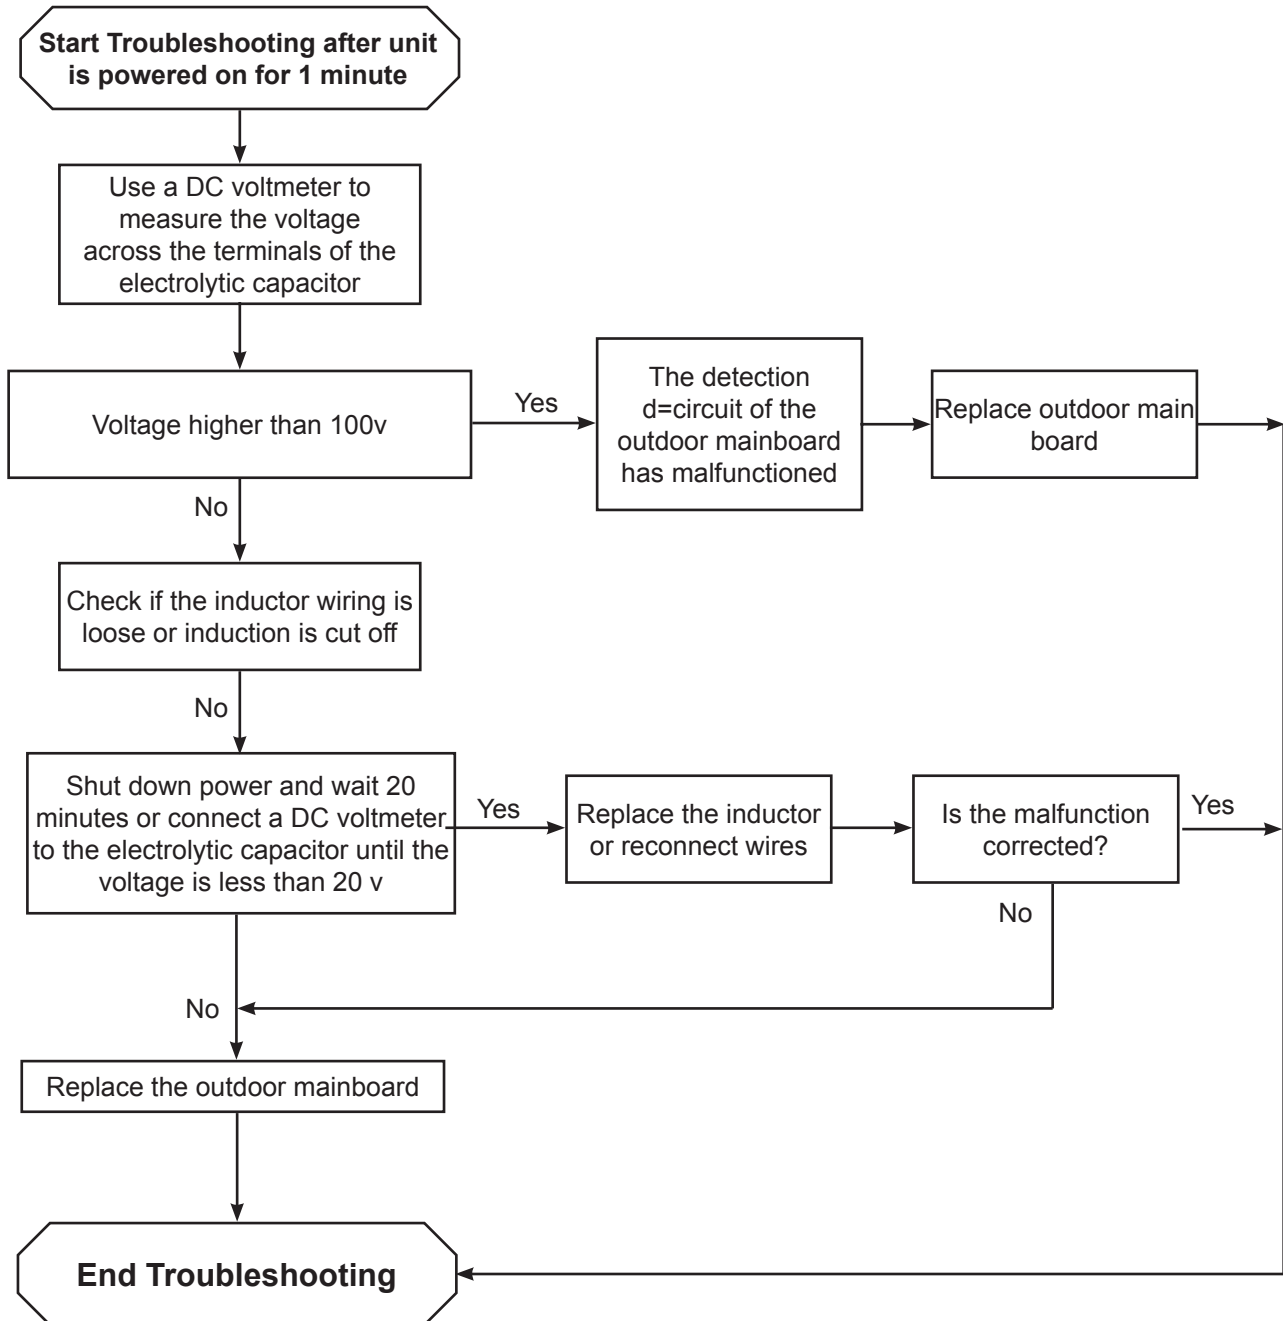 Start Troubleshooting after unit
is powered on for 1 minute
Use a DC voltmeter to
measure the voltage
across the terminals of the
electrolytic capacitor
Voltage higher than 100v
Yes
The detection
d=circuit of the
outdoor mainboard
has malfunctioned
Replace outdoor main
board
No
Check if the inductor wiring is
loose or induction is cut off
No
Shut down power and wait 20
minutes or connect a DC voltmeter
to the electrolytic capacitor until the
voltage is less than 20 v
Yes
Replace the inductor
or reconnect wires
Is the malfunction
corrected?
Yes
No
No
Replace the outdoor mainboard
End Troubleshooting